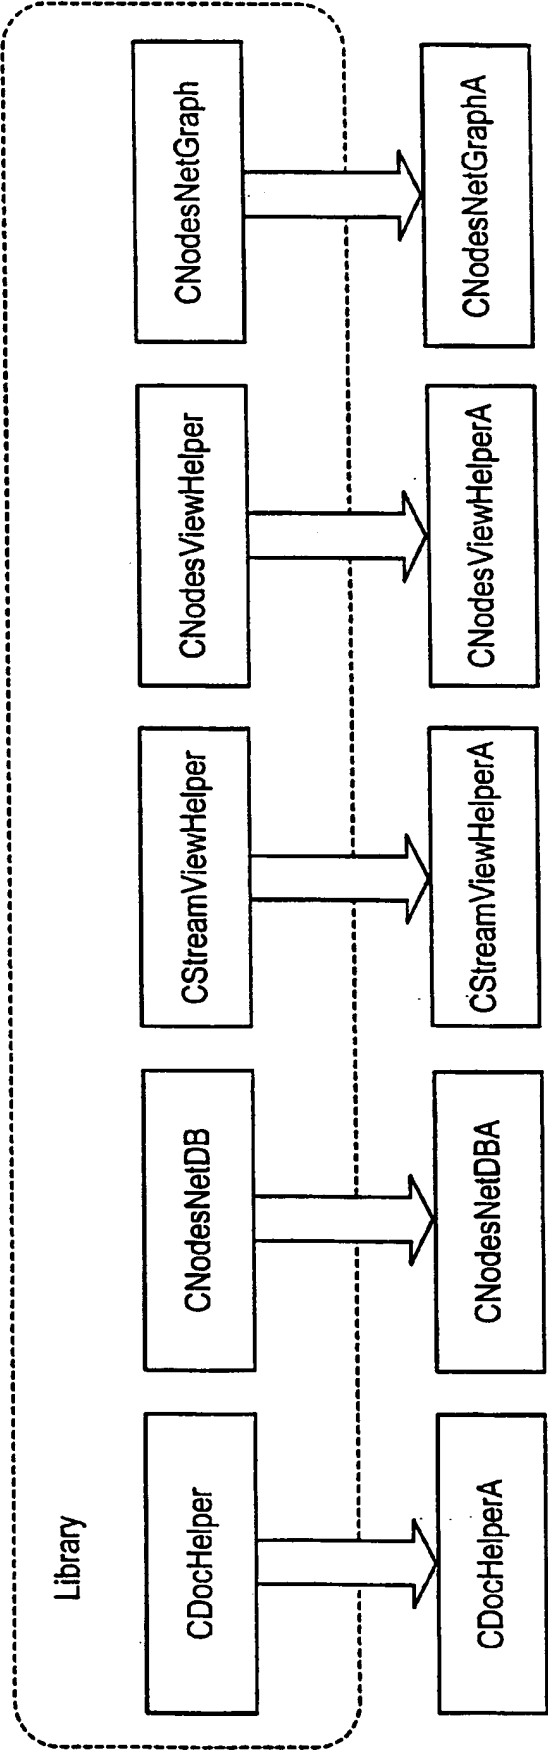 Library
CDocHelper
CNodesNetDB
CStreamViewHelper
CNodesViewHelper
CNodesNetGraph
CDocHelperA
CNodesNetDBA
CStreamViewHelperA
CNodesViewHelperA
CNodesNetGraphA